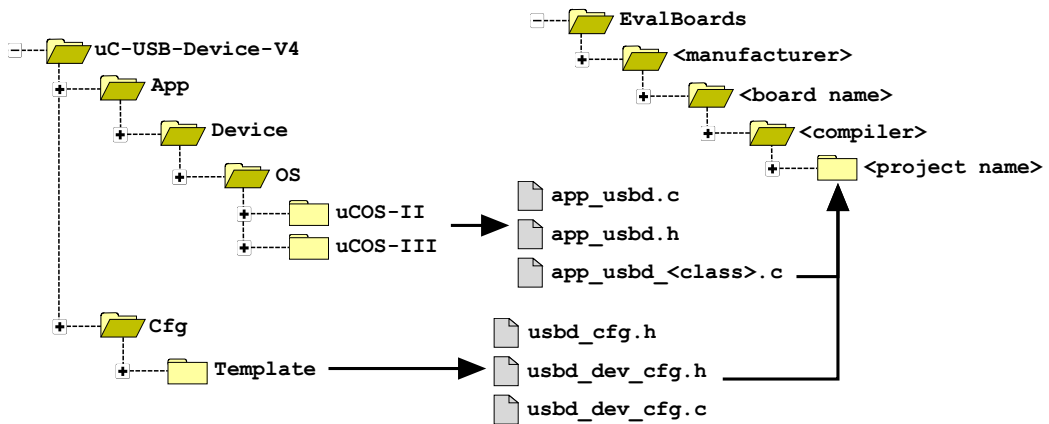 uC-USB-Device-V4
App
Device
OS
uCOS-II
uCOS-III
Cfg
Template
app_usbd.c
app_usbd.h
app_usbd_<class>.c
usbd_cfg.h
usbd_dev_cfg.h
usbd_dev_cfg.c
EvalBoards
<manufacturer>
<board name>
<compiler>
<project name>